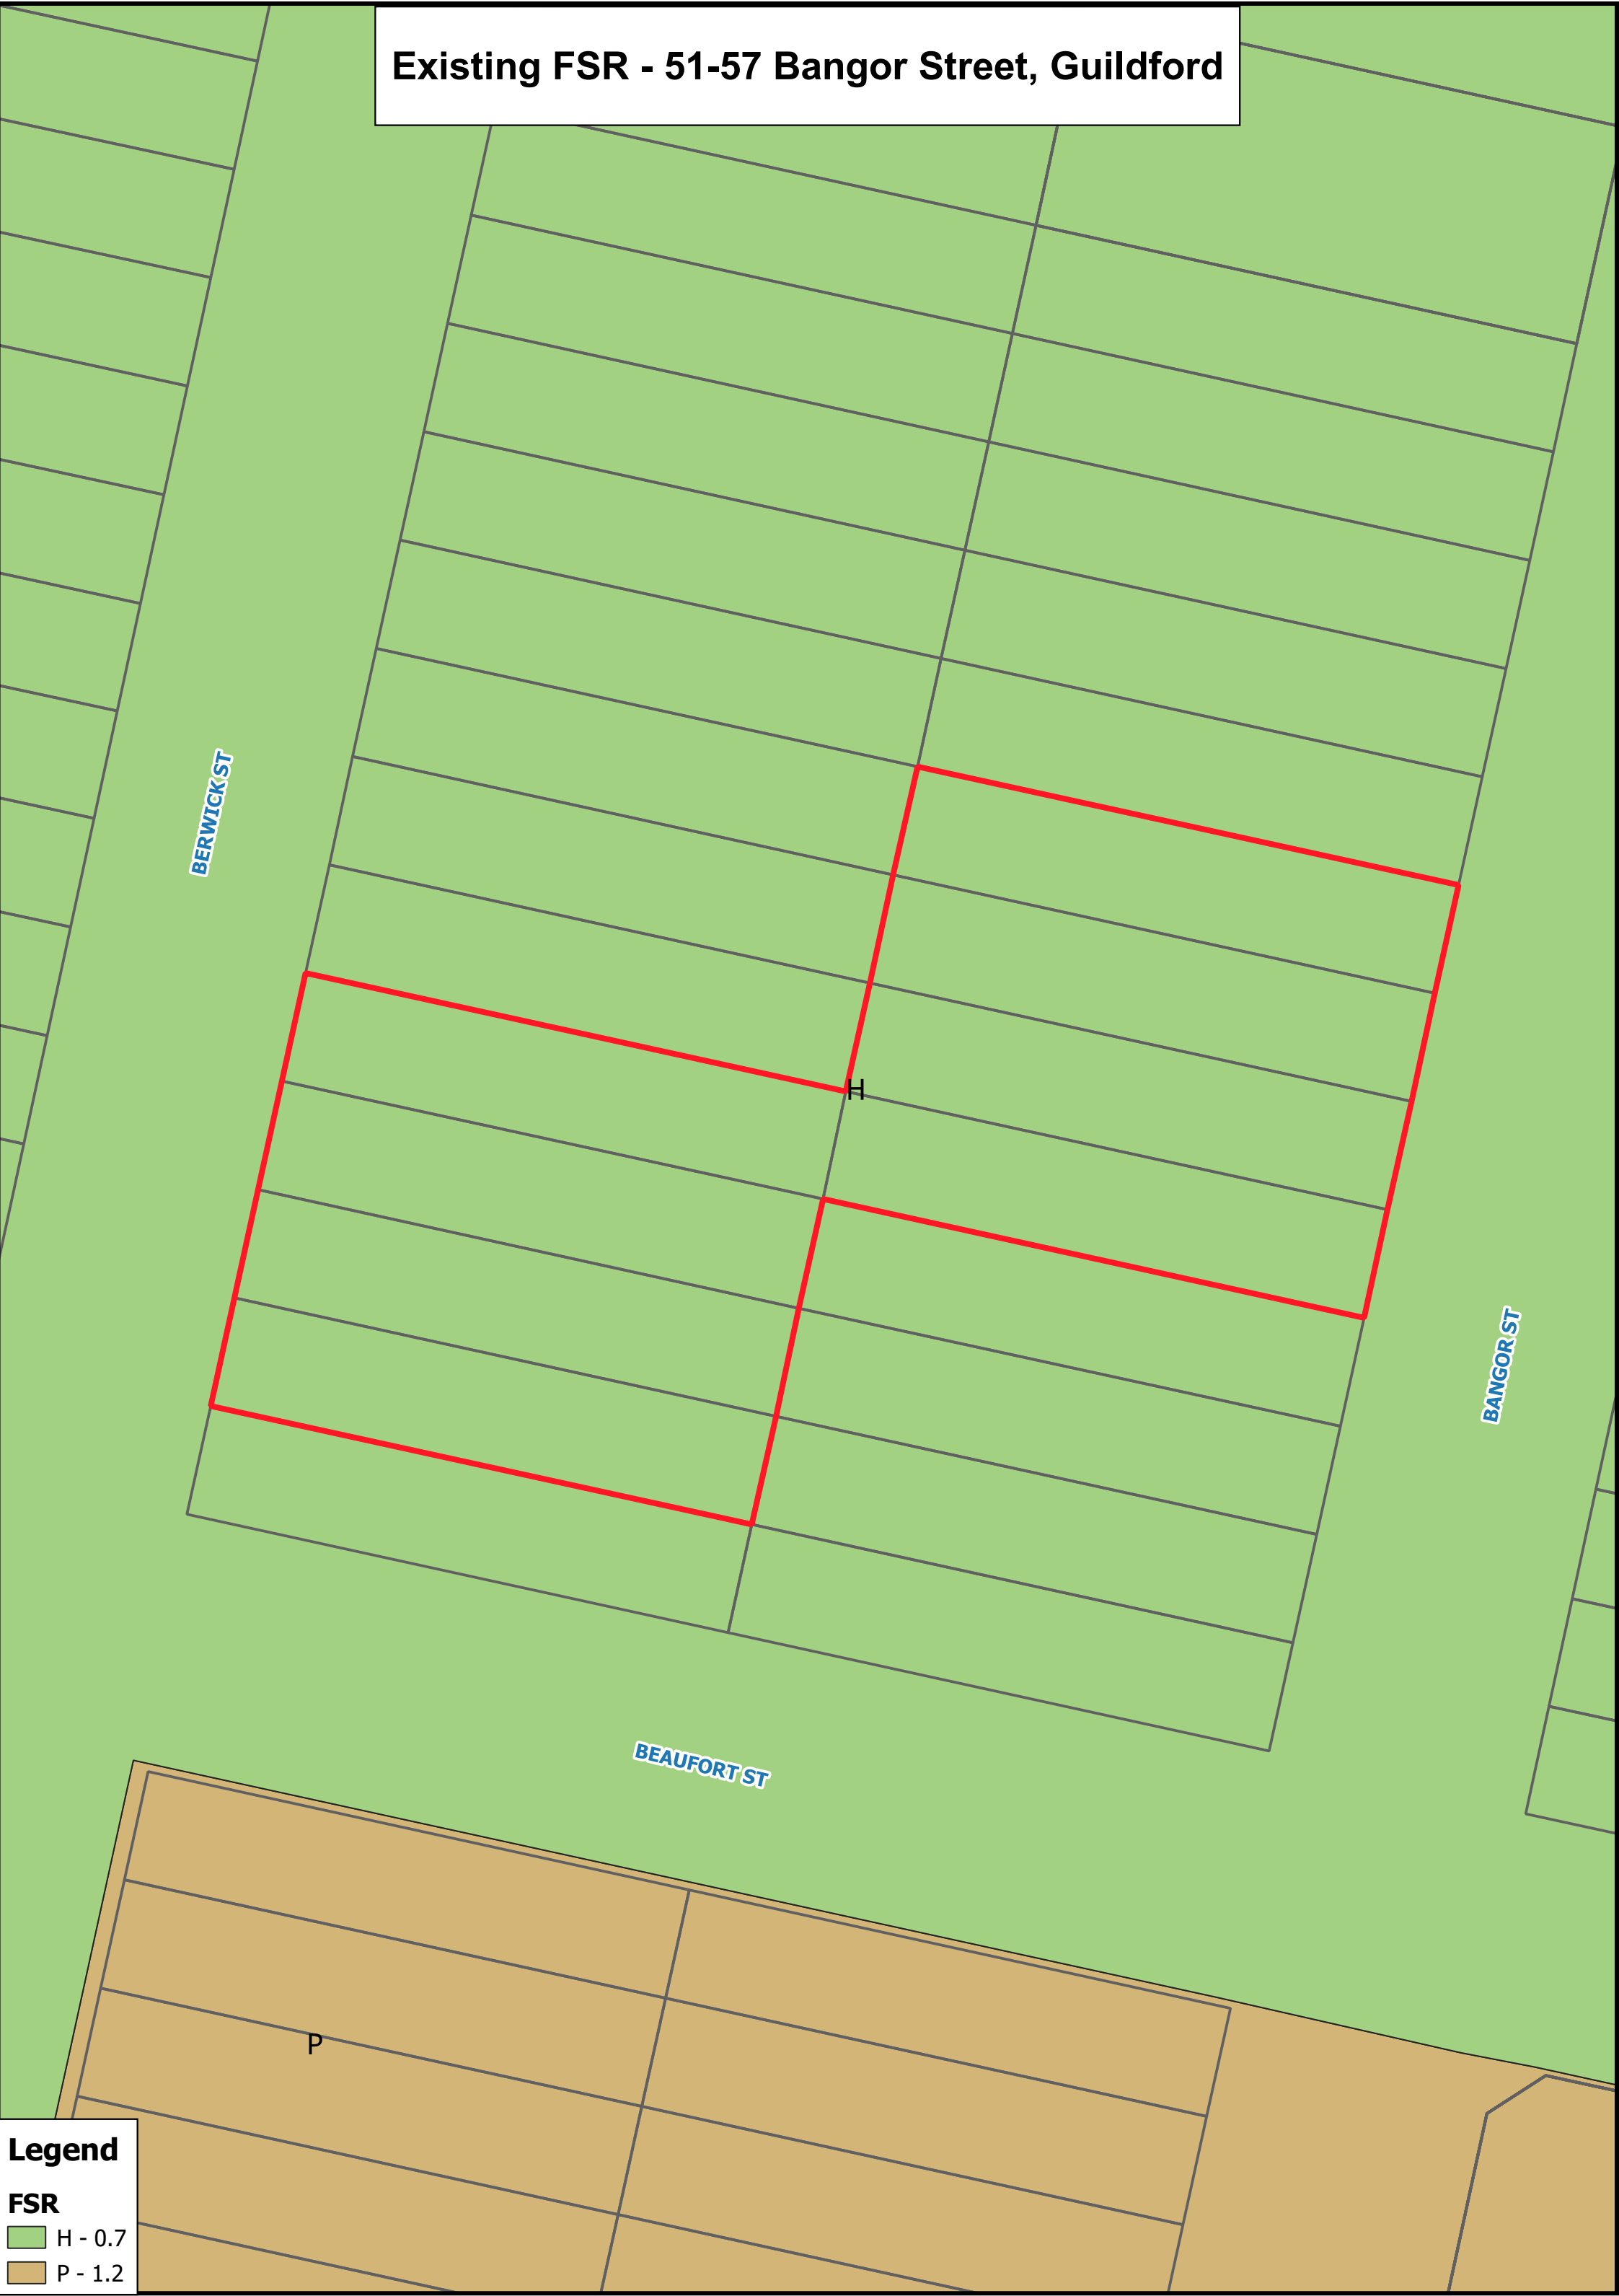 Existing FSR - 51-57 Bangor Street, Guildford
BERWICK ST
H
BANGOR ST
BEAUFORT ST
P
Legend
FSR
H - 0.7
P - 1.2